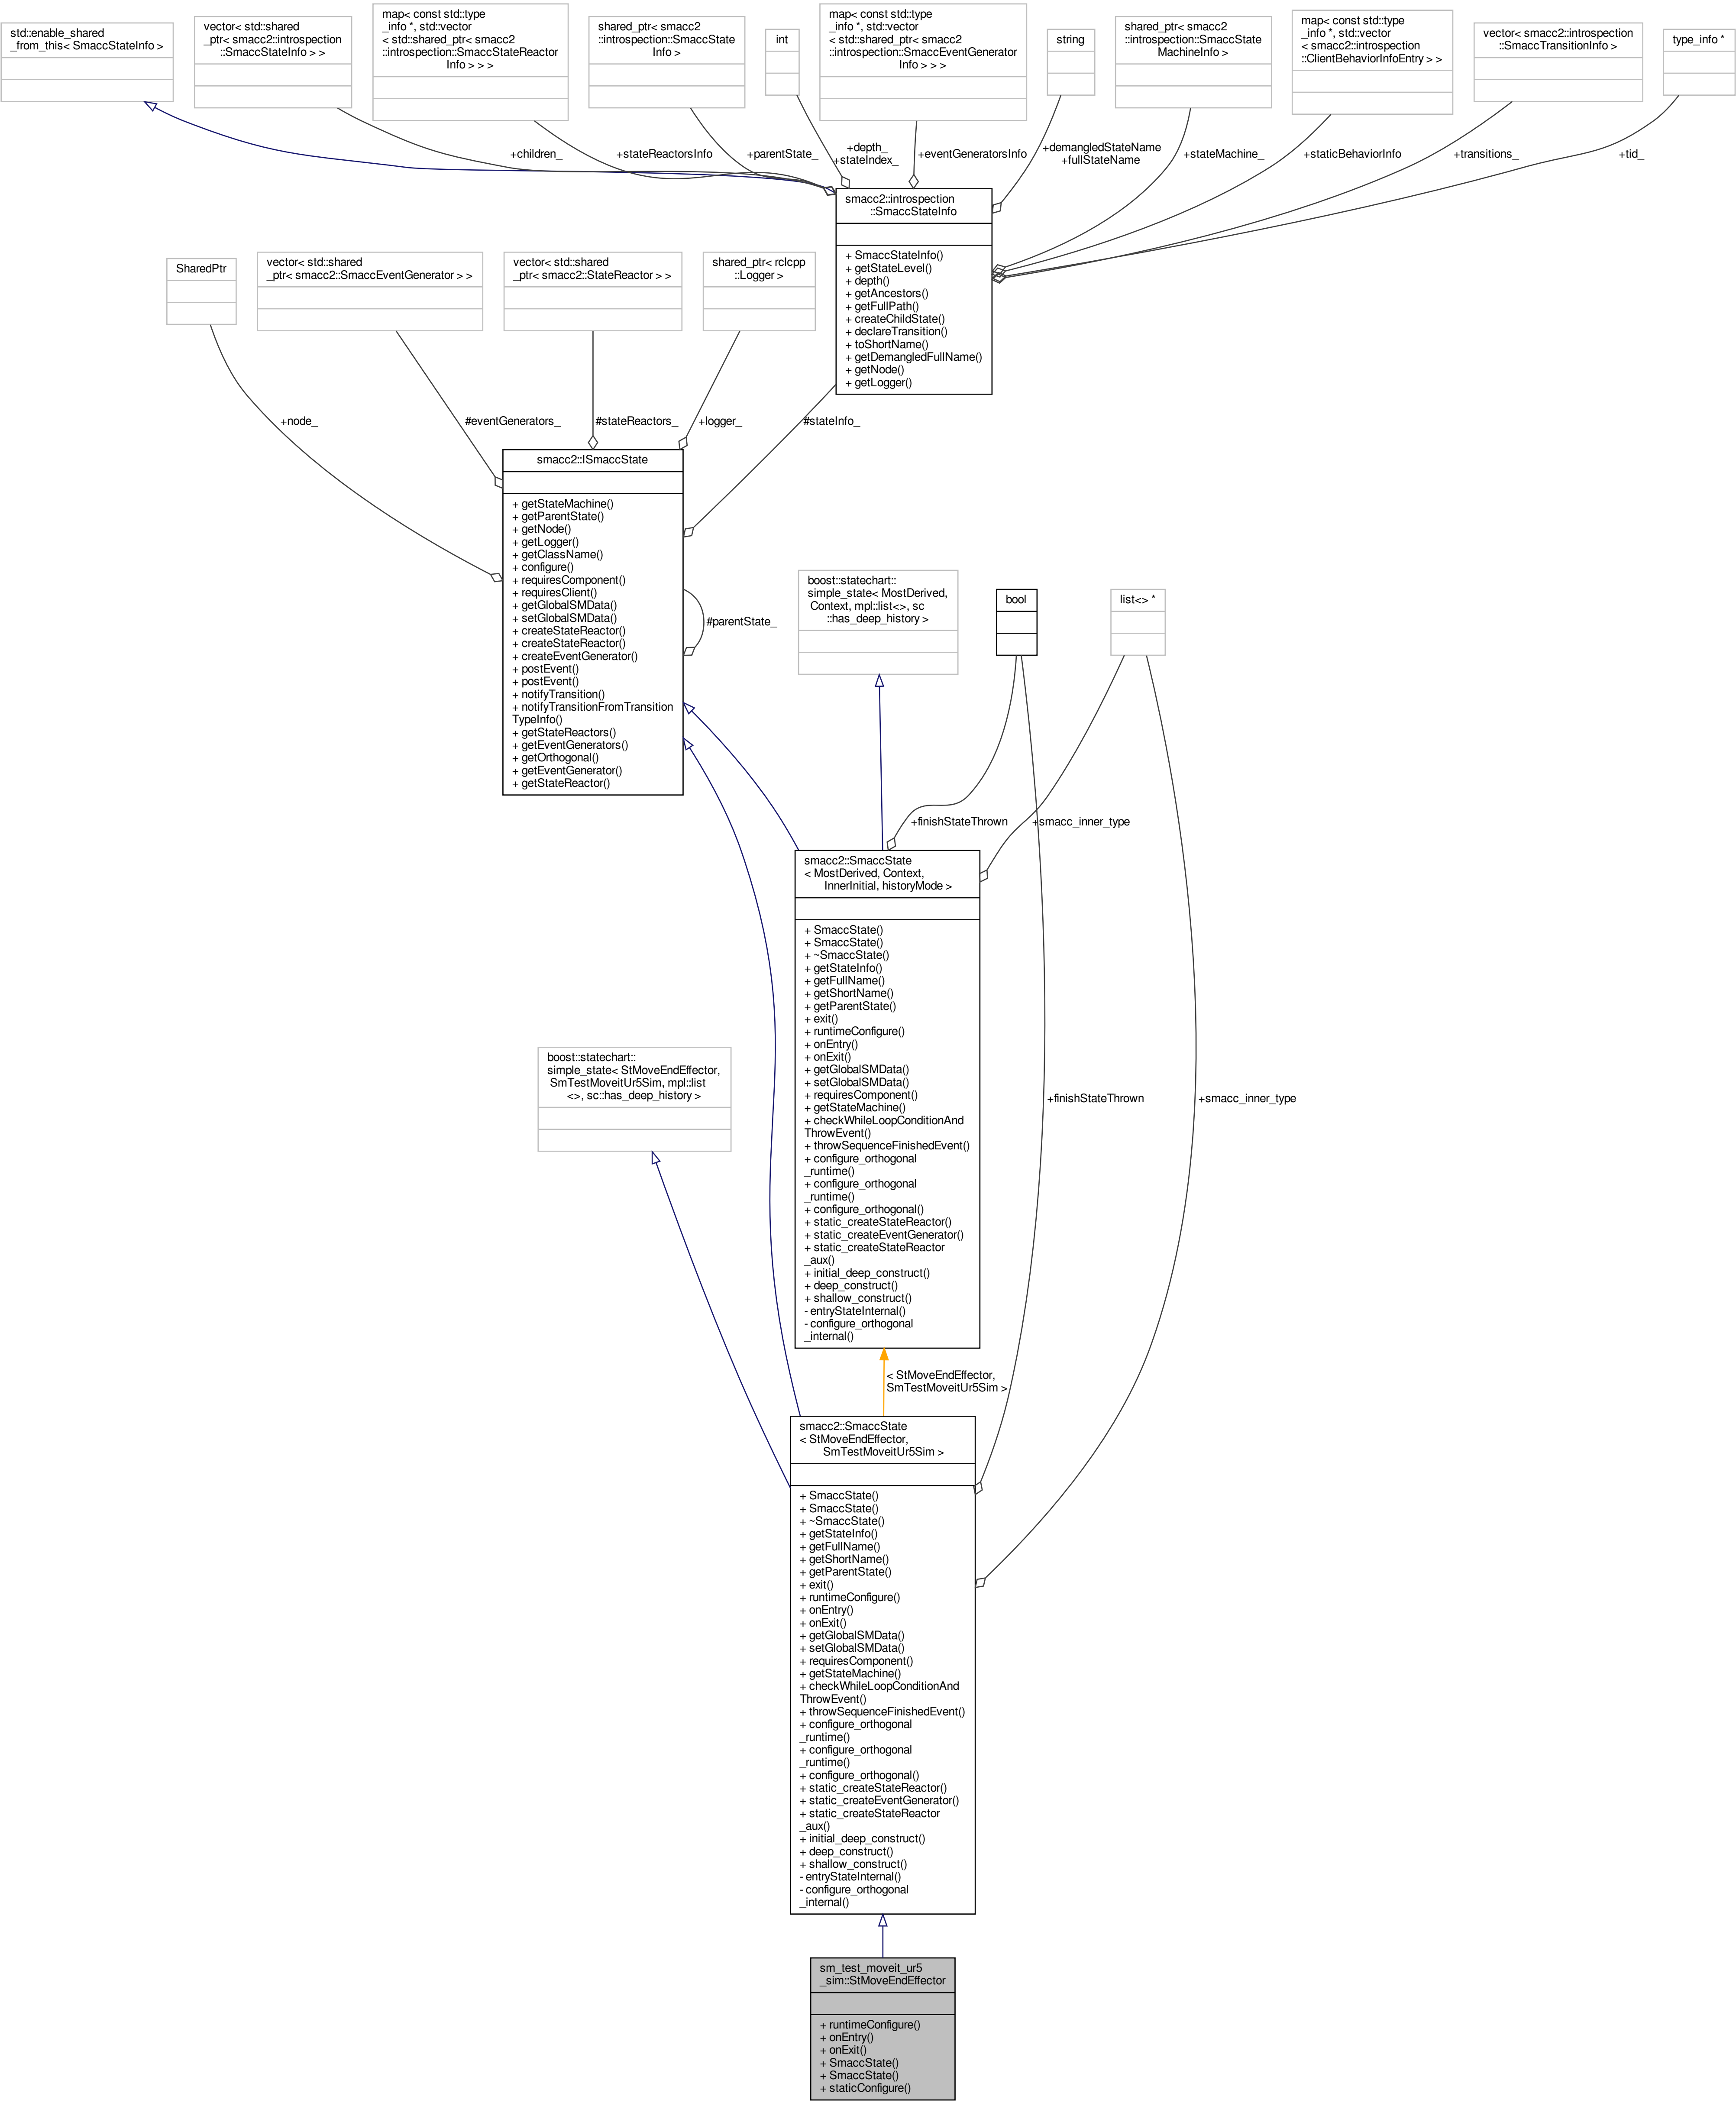 std::enable_shared
_from_this< SmaccStateInfo >
vector< std::shared
_ptr< smacc2::introspection
::SmaccStateInfo > >
map< const std::type
_info *, std::vector
< std::shared_ptr< smacc2
::introspection::SmaccStateReactor
Info > > >
shared_ptr< smacc2
::introspection::SmaccState
Info >
int
map< const std::type
_info *, std::vector
< std::shared_ptr< smacc2
::introspection::SmaccEventGenerator
Info > > >
string
shared_ptr< smacc2
::introspection::SmaccState
MachineInfo >
map< const std::type
_info *, std::vector
< smacc2::introspection
::ClientBehaviorInfoEntry > >
vector< smacc2::introspection
::SmaccTransitionInfo >
type_info *
+children_
+stateReactorsInfo
+parentState_
+depth_
+stateIndex_
+eventGeneratorsInfo
+demangledStateName
+fullStateName
+stateMachine_
+staticBehaviorInfo
+transitions_
+tid_
smacc2::introspection
::SmaccStateInfo
+ SmaccStateInfo()
+ getStateLevel()
+ depth()
+ getAncestors()
+ getFullPath()
+ createChildState()
+ declareTransition()
+ toShortName()
+ getDemangledFullName()
+ getNode()
+ getLogger()
SharedPtr
vector< std::shared
_ptr< smacc2::SmaccEventGenerator > >
vector< std::shared
_ptr< smacc2::StateReactor > >
shared_ptr< rclcpp
::Logger >
+node_
#eventGenerators_
#stateReactors_
+logger_
#stateInfo_
smacc2::ISmaccState
+ getStateMachine()
+ getParentState()
+ getNode()
+ getLogger()
+ getClassName()
+ configure()
+ requiresComponent()
+ requiresClient()
+ getGlobalSMData()
+ setGlobalSMData()
+ createStateReactor()
+ createStateReactor()
+ createEventGenerator()
+ postEvent()
+ postEvent()
+ notifyTransition()
+ notifyTransitionFromTransition
TypeInfo()
+ getStateReactors()
+ getEventGenerators()
+ getOrthogonal()
+ getEventGenerator()
+ getStateReactor()
#parentState_
boost::statechart::
simple_state< MostDerived,
Context, mpl::list<>, sc
::has_deep_history >
bool
list<> *
+finishStateThrown
+smacc_inner_type
smacc2::SmaccState
< MostDerived, Context,
InnerInitial, historyMode >
+ SmaccState()
+ SmaccState()
+ ~SmaccState()
+ getStateInfo()
+ getFullName()
+ getShortName()
+ getParentState()
+ exit()
+ runtimeConfigure()
+ onEntry()
+ onExit()
+ getGlobalSMData()
+ setGlobalSMData()
+ requiresComponent()
+ getStateMachine()
+ checkWhileLoopConditionAnd
ThrowEvent()
+ throwSequenceFinishedEvent()
+ configure_orthogonal
_runtime()
+ configure_orthogonal
_runtime()
+ configure_orthogonal()
+ static_createStateReactor()
+ static_createEventGenerator()
+ static_createStateReactor
_aux()
+ initial_deep_construct()
+ deep_construct()
+ shallow_construct()
- entryStateInternal()
- configure_orthogonal
_internal()
boost::statechart::
simple_state< StMoveEndEffector,
SmTestMoveitUr5Sim, mpl::list
<>, sc::has_deep_history >
+finishStateThrown
+smacc_inner_type
< StMoveEndEffector,
SmTestMoveitUr5Sim >
smacc2::SmaccState
< StMoveEndEffector,
SmTestMoveitUr5Sim >
+ SmaccState()
+ SmaccState()
+ ~SmaccState()
+ getStateInfo()
+ getFullName()
+ getShortName()
+ getParentState()
+ exit()
+ runtimeConfigure()
+ onEntry()
+ onExit()
+ getGlobalSMData()
+ setGlobalSMData()
+ requiresComponent()
+ getStateMachine()
+ checkWhileLoopConditionAnd
ThrowEvent()
+ throwSequenceFinishedEvent()
+ configure_orthogonal
_runtime()
+ configure_orthogonal
_runtime()
+ configure_orthogonal()
+ static_createStateReactor()
+ static_createEventGenerator()
+ static_createStateReactor
_aux()
+ initial_deep_construct()
+ deep_construct()
+ shallow_construct()
- entryStateInternal()
- configure_orthogonal
_internal()
sm_test_moveit_ur5
_sim::StMoveEndEffector
+ runtimeConfigure()
+ onEntry()
+ onExit()
+ SmaccState()
+ SmaccState()
+ staticConfigure()